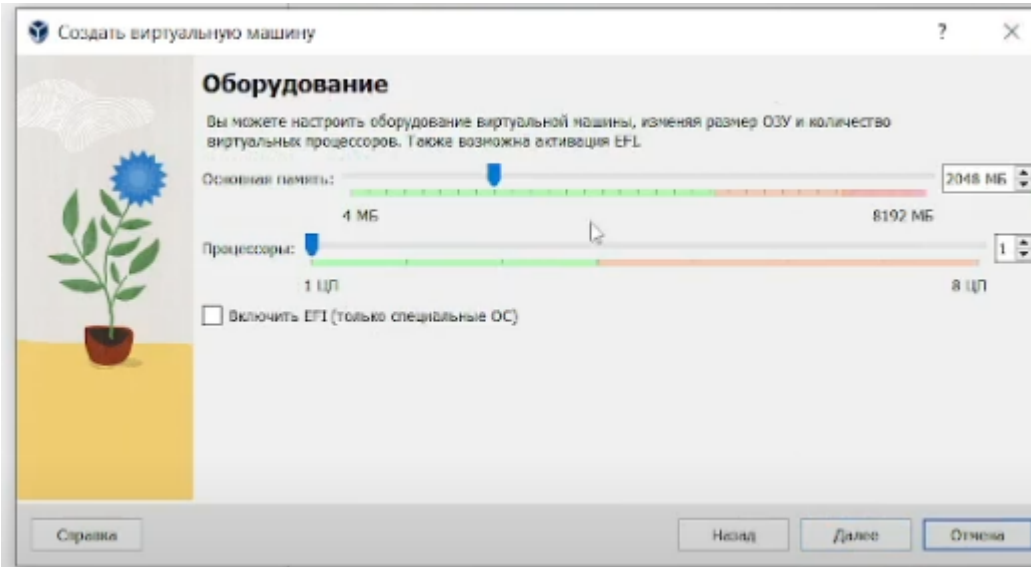 Создать виртуальную машину
?
Оборудование
Вы можете настроить оборудование виртуальной машины, изменяя размер ОЗУ и количество
виртуальных процессоров. Также возможна активация EFI.
Основная память:
2048 МБ
4 МБ
8192 МБ
Процессоры:
1
1 ЦП
8 ЦП
Включить EFI (только специальные ОС)
Справка
Назад
Далее
Отмена